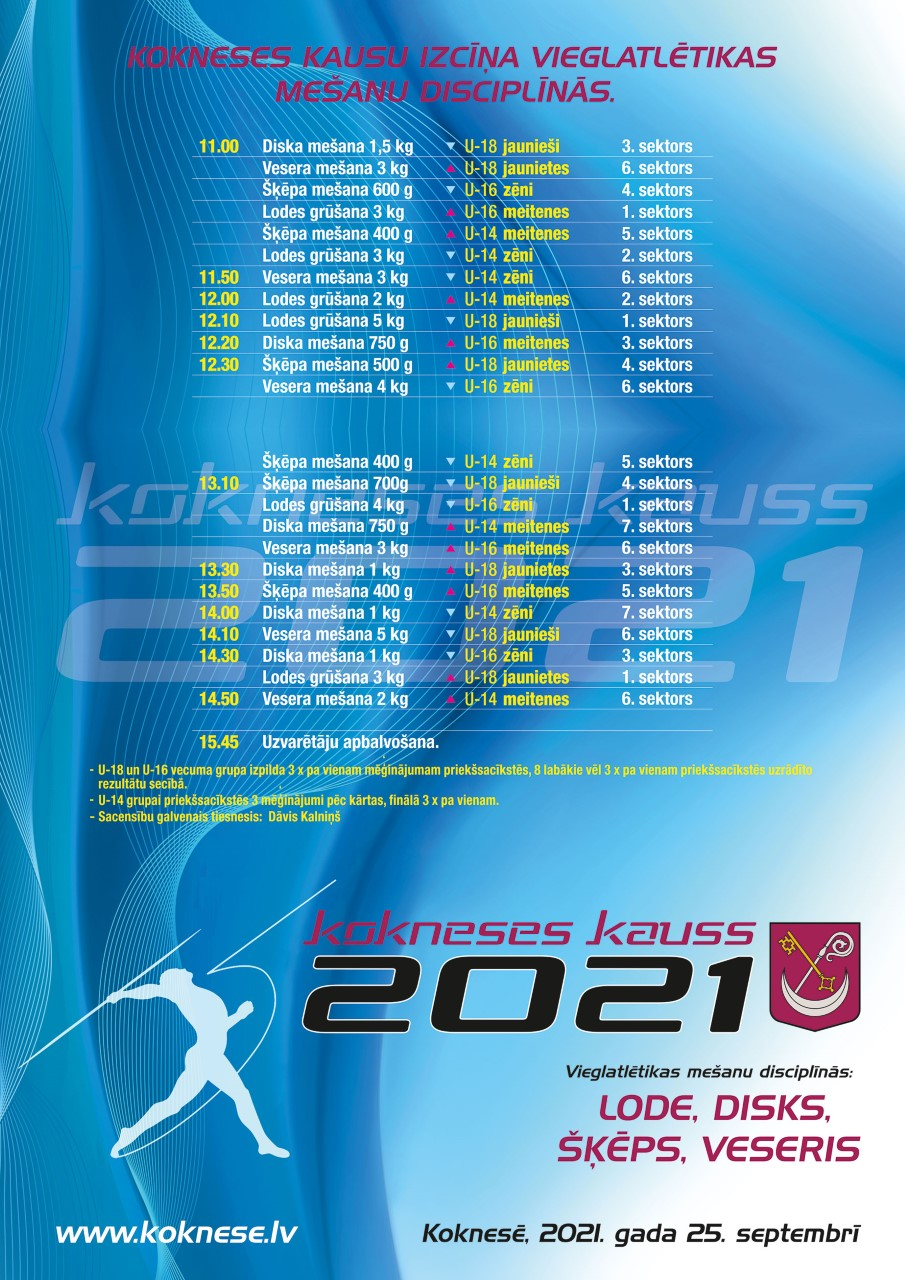 KOKNESES KAUSU IZCĪŅA VIEGLATLĒTIKAS
MEŠANU DISCIPLĪNĀS.
11.00 Diska mešana 1,5 kg U-18 jaunieši 3. sektors
Vesera mešana 3 kg U-18 jaunietes 6. sektors
Šķēpa mešana 600 g U-16 zēni 4. sektors
Lodes grūšana 3 kg U-16 meitenes 1. sektors
Šķēpa mešana 400 g U-14 meitenes 5. sektors
Lodes grūšana 3 kg U-14 zēni 2. sektors
11.50 Vesera mešana 3 kg U-14 zēni 6. sektors
12.00 Lodes grūšana 2 kg U-14 meitenes 2. sektors
12.10 Lodes grūšana 5 kg U-18 jaunieši 1. sektors
12.20 Diska mešana 750 g U-16 meitenes 3. sektors
12.30 Šķēpa mešana 500 g U-18 jaunietes 4. sektors
Vesera mešana 4 kg U-16 zēni 6. sektors
Šķēpa mešana 400 g U-14 zēni 5. sektors
13.10 Šķēpa mešana 700g U-18 jaunieši 4. sektors
Lodes grūšana 4 kg U-16 zēni 1. sektors
Diska mešana 750 g U-14 meitenes 7. sektors
Vesera mešana 3 kg U-16 meitenes 6. sektors
13.30 Diska mešana 1 kg U-18 jaunietes 3. sektors
13.50 Šķēpa mešana 400 g U-16 meitenes 5. sektors
14.00 Diska mešana 1 kg U-14 zēni 7. sektors
14.10 Vesera mešana 5 kg U-18 jaunieši 6. sektors
14.30 Diska mešana 1 kg U-16 zēni 3. sektors
Lodes grūšana 3 kg U-18 jaunietes 1. sektors
14.50 Vesera mešana 2 kg U-14 meitenes 6. sektors
15.45 Uzvarētāju apbalvošana.
kokneses kauss
2021
- U-18 un U-16 vecuma grupa izpilda 3 x pa vienam mēģinājumam priekšsacīkstēs, 8 labākie vēl 3 x pa vienam priekšsacīkstēs uzrādīto
rezultātu secībā.
- U-14 grupai priekšsacīkstēs 3 mēģinājumi pēc kārtas, finālā 3 x pa vienam.
- Sacensību galvenais tiesnesis: Dāvis Kalniņš
kokneses kauss
2021
Vieglatlētikas mešanu disciplīnās:
LODE, DISKS,
ŠĶĒPS, VESERIS
www.koknese.lv
Koknesē, 2021. gada 25. septembrī